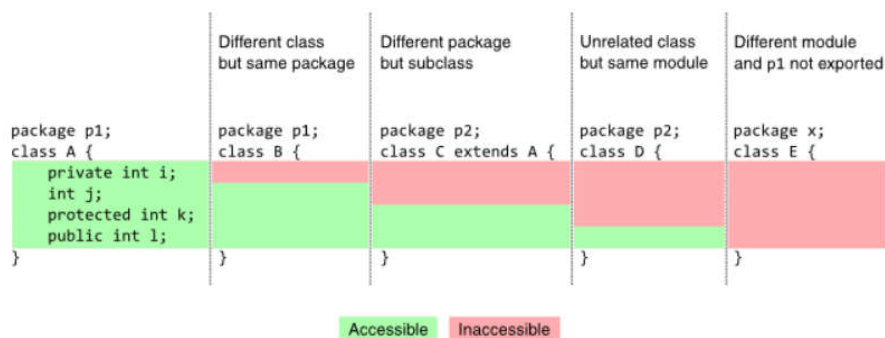 Different class
but same package
Different package
but subclass
Unrelated class
but same module
Different module
and p1 not exported
package p1;
class A {
private int i;
int j;
protected int k;
public int l;
}
package p1;
class B {
}
package p2;
class C extends A {
}
package p2;
class D {
}
package x;
class E {
}
Accessible
Inaccessible